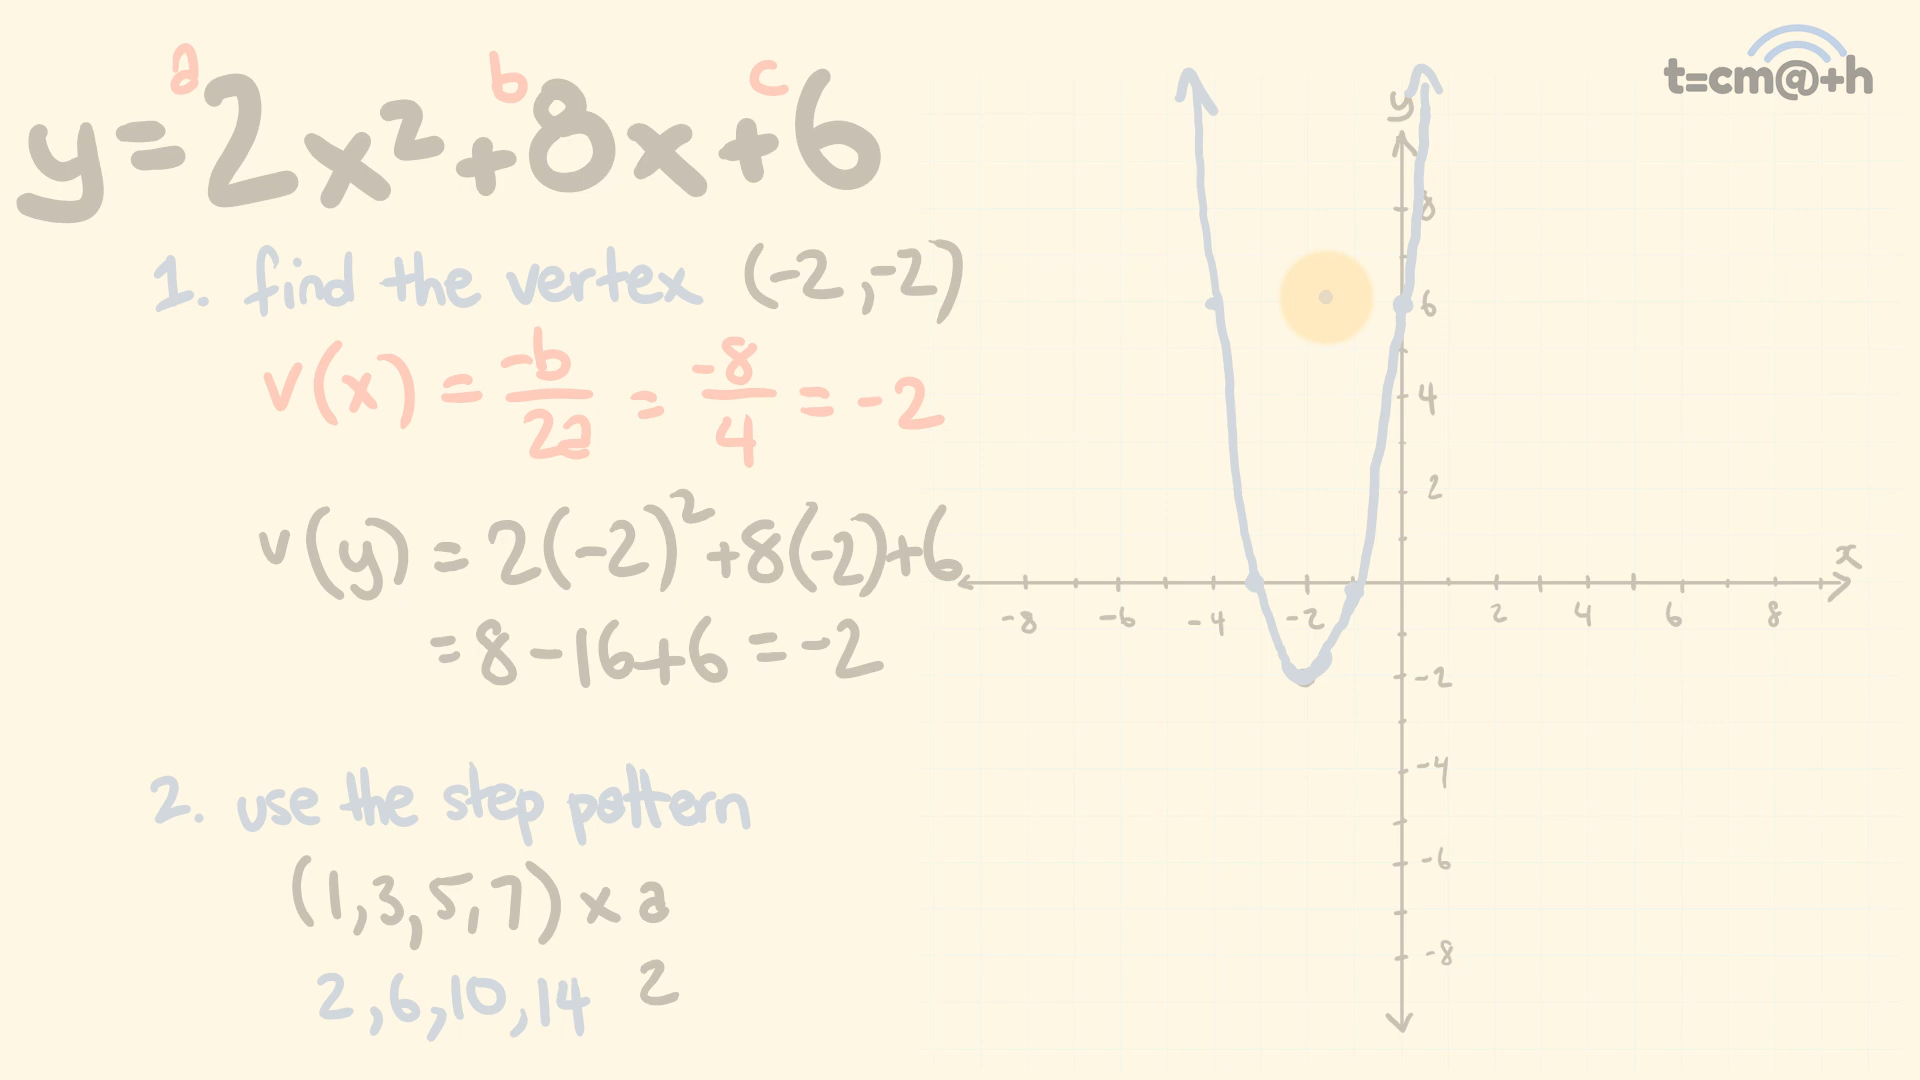 t=cm@+h
a b c
y=2x²+8x+6
1. find the vertex (-2,-2)
v(x) = -b/2a = -8/4 = -2
v(y) = 2(-2)²+8(-2)+6
=8-16+6=-2
2. use the step pattern
(1,3,5,7) x a
2,6,10,14 2
y
8
6
4
2
x
-8 -6 -4 -2 2 4 6 8
-2
-4
-6
-8